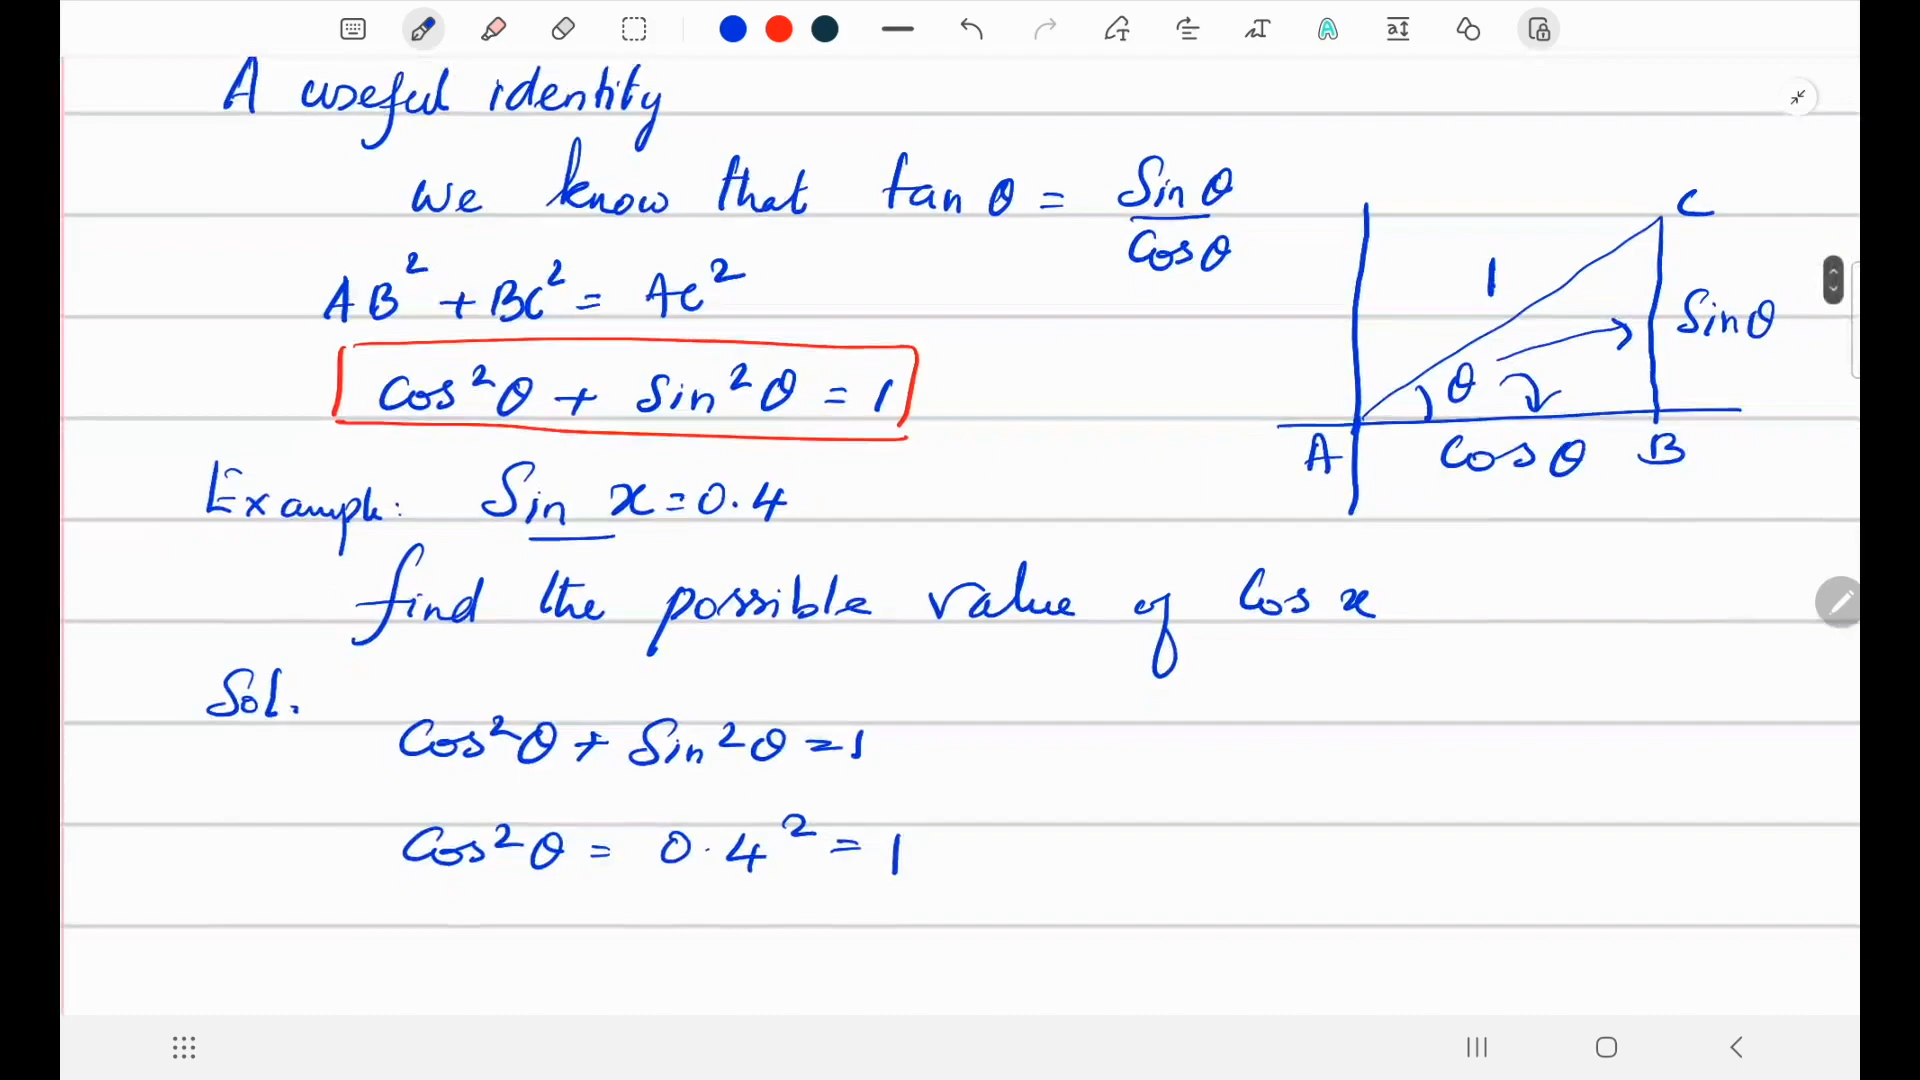 A useful identity
we know that tan θ = Sin θ / Cos θ
AB² + BC² = AC²
Cos²θ + Sin²θ = 1
C
1
Sin θ
θ
A
Cos θ
B
Example: Sin x = 0.4
find the possible value of Cos x
Sol.
Cos²θ + Sin²θ = 1
Cos²θ = 0.4² = 1